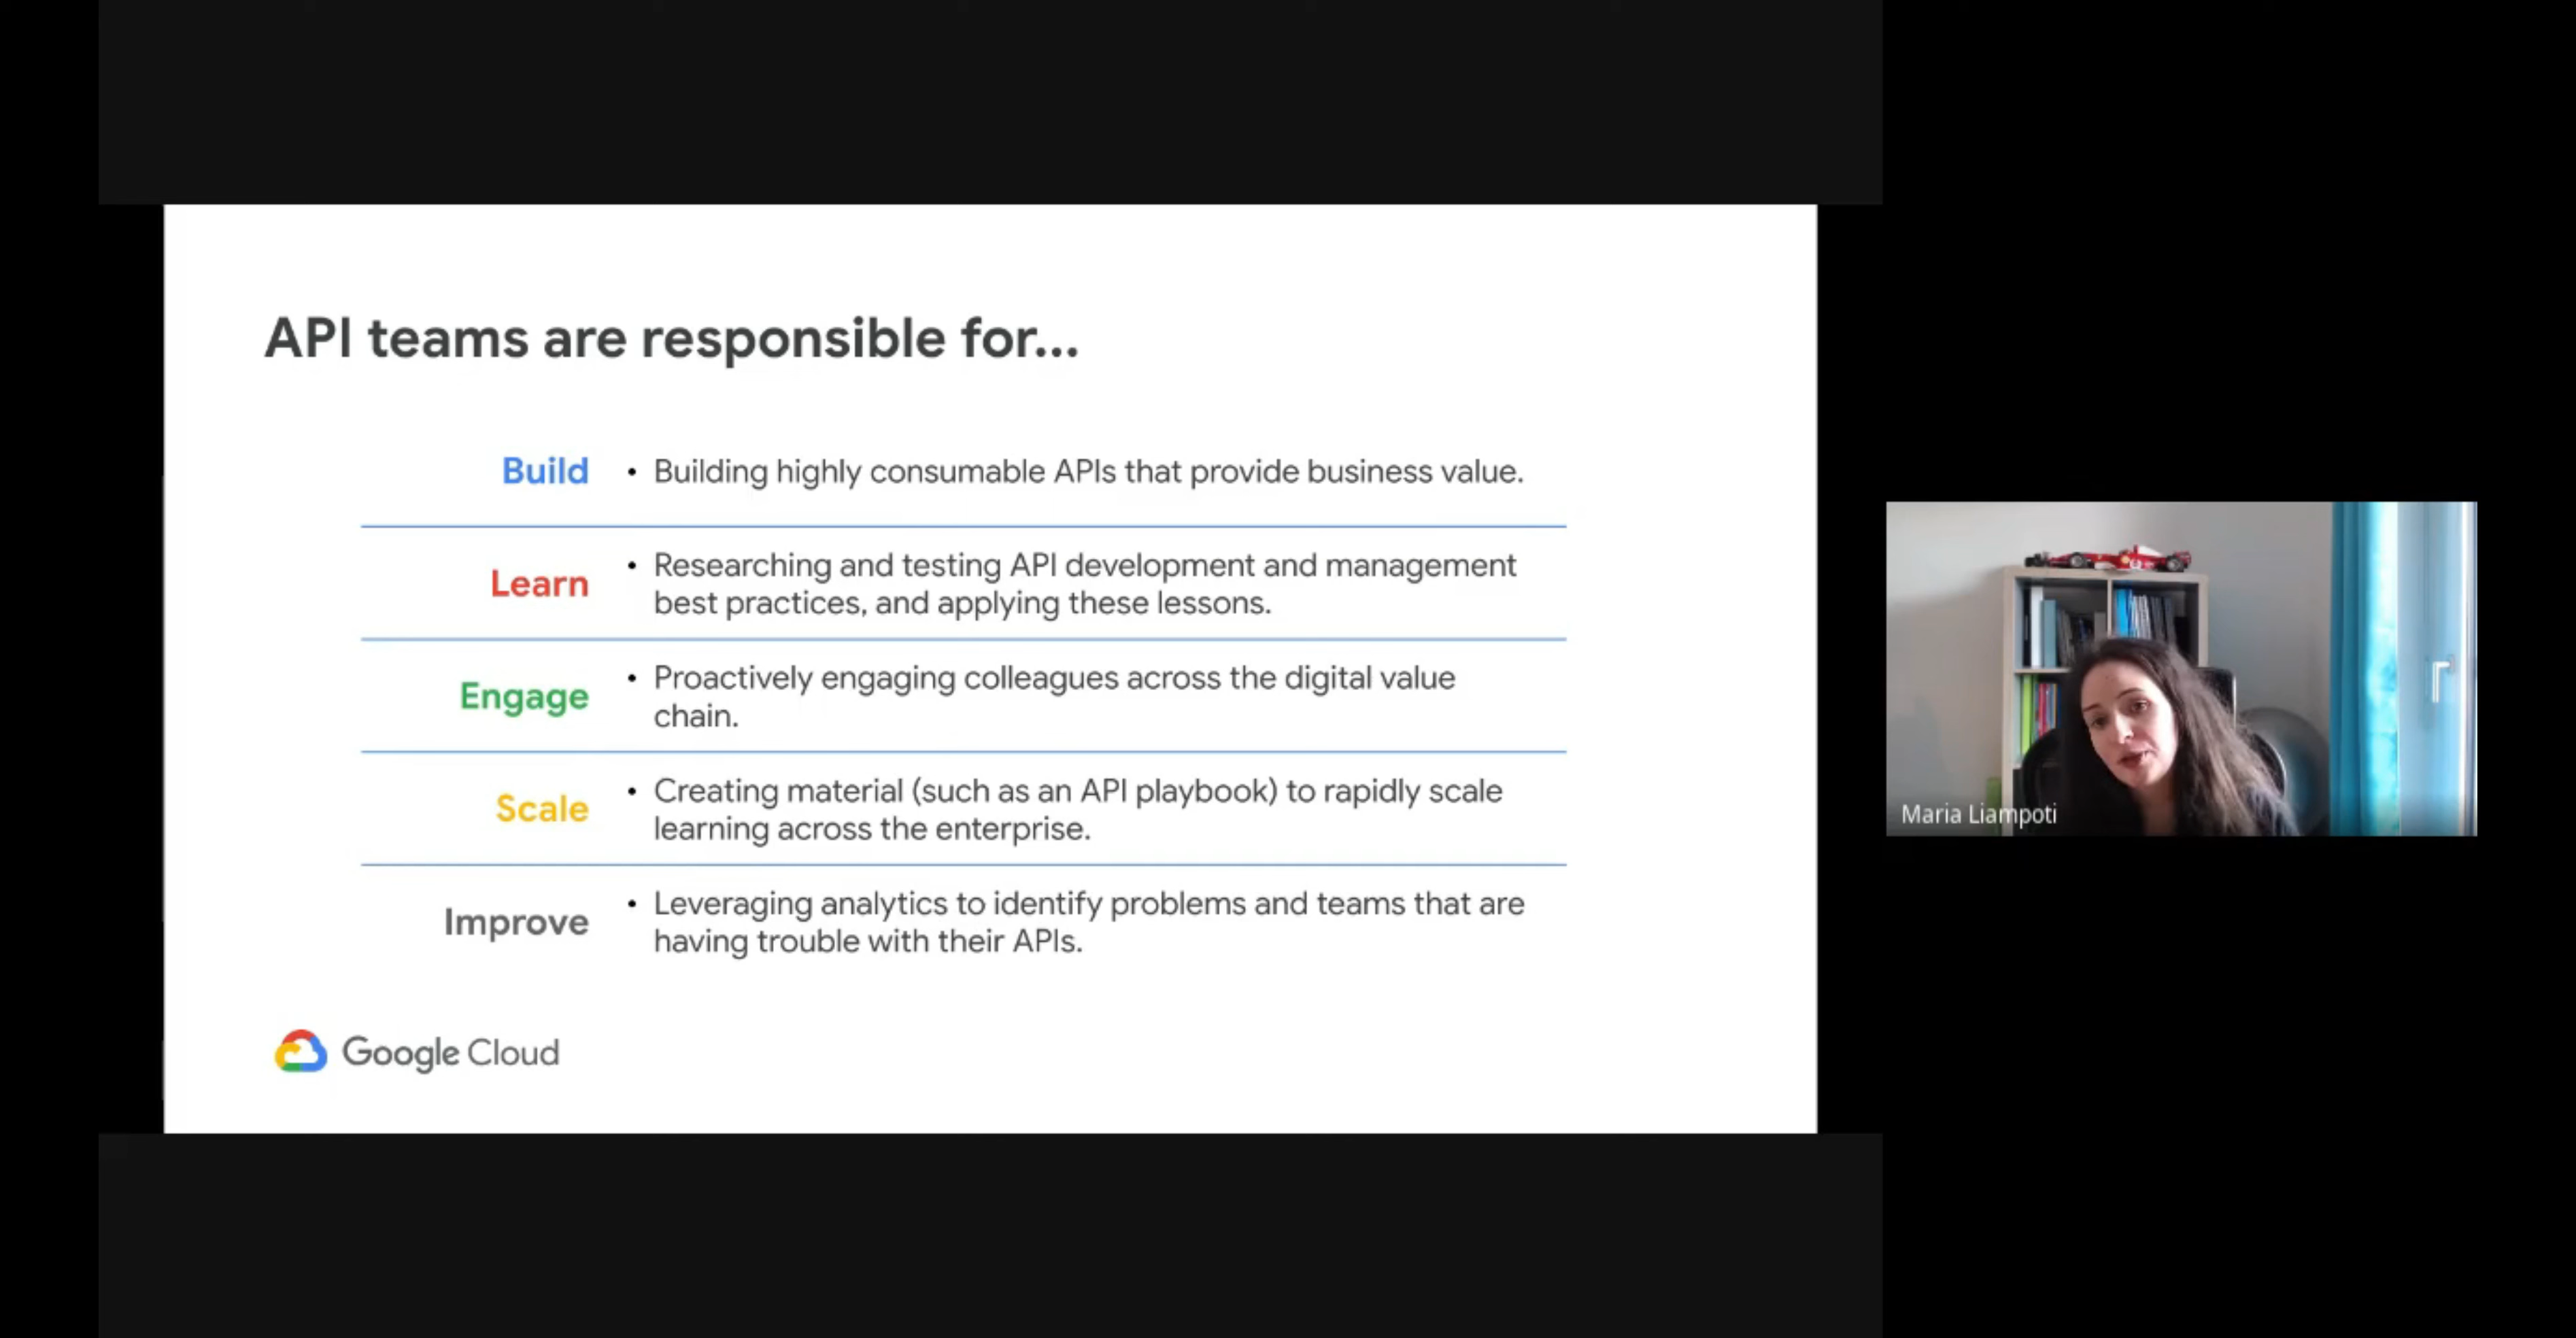 API teams are responsible for...
Build
• Building highly consumable APIs that provide business value.
Learn
• Researching and testing API development and management
best practices, and applying these lessons.
Engage
• Proactively engaging colleagues across the digital value
chain.
Scale
• Creating material (such as an API playbook) to rapidly scale
learning across the enterprise.
Improve
• Leveraging analytics to identify problems and teams that are
having trouble with their APIs.
Google Cloud
Maria Liampoti